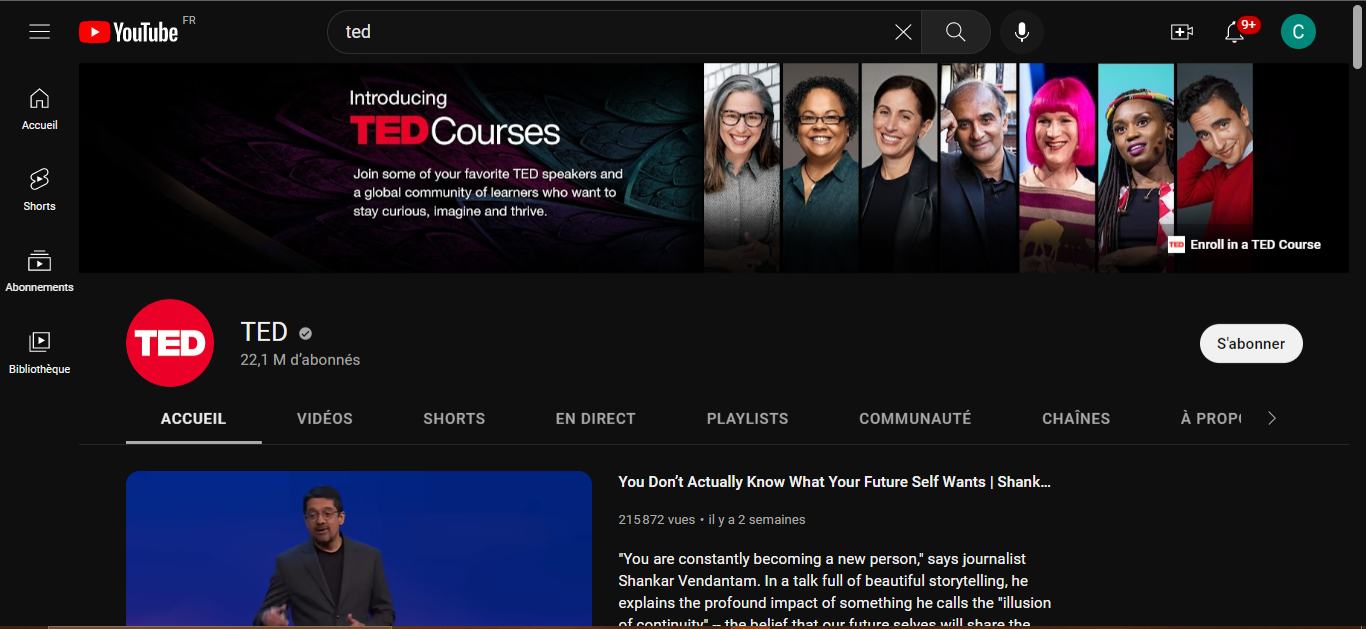 YouTube FR
ted
9+
C
Accueil
Shorts
Abonnements
Bibliothèque
Introducing
TED Courses
Join some of your favorite TED speakers and
a global community of learners who want to
stay curious, imagine and thrive.
TED Enroll in a TED Course
TED
TED
22,1 M d’abonnés
S'abonner
ACCUEIL VIDÉOS SHORTS EN DIRECT PLAYLISTS COMMUNAUTÉ CHAÎNES À PROP
You Don’t Actually Know What Your Future Self Wants | Shank...
215 872 vues • il y a 2 semaines
"You are constantly becoming a new person," says journalist
Shankar Vendantam. In a talk full of beautiful storytelling, he
explains the profound impact of something he calls the "illusion
of continuity" -- the belief that our future selves will share the